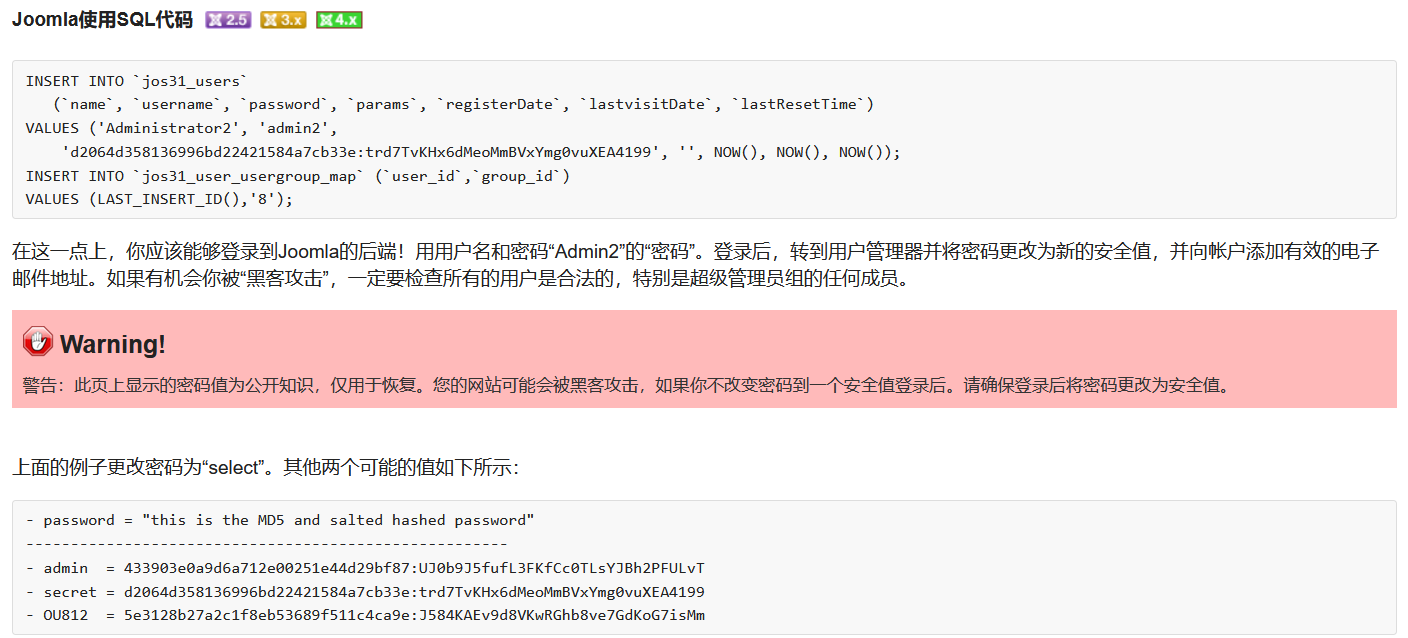 Joomla使用SQL代码 2.5 3.x 4.x
INSERT INTO `jos31_users`
   (`name`, `username`, `password`, `params`, `registerDate`, `lastvisitDate`, `lastResetTime`)
VALUES ('Administrator2', 'admin2',
    'd2064d358136996bd22421584a7cb33e:trd7TvKHx6dMeoMmBVxYmg0vuXEA4199', '', NOW(), NOW(), NOW());
INSERT INTO `jos31_user_usergroup_map` (`user_id`,`group_id`)
VALUES (LAST_INSERT_ID(),'8');
在这一点上，你应该能够登录到Joomla的后端！用用户名和密码“Admin2”的“密码”。登录后，转到用户管理器并将密码更改为新的安全值，并向帐户添加有效的电子
邮件地址。如果有机会你被“黑客攻击”，一定要检查所有的用户是合法的，特别是超级管理员组的任何成员。
Warning!
警告：此页上显示的密码值为公开知识，仅用于恢复。您的网站可能会被黑客攻击，如果你不改变密码到一个安全值登录后。请确保登录后将密码更改为安全值。
上面的例子更改密码为“select”。其他两个可能的值如下所示：
- password = "this is the MD5 and salted hashed password"
------------------------------------------------------
- admin  = 433903e0a9d6a712e00251e44d29bf87:UJ0b9J5fufL3FKfCc0TLsYJBh2PFULvT
- secret = d2064d358136996bd22421584a7cb33e:trd7TvKHx6dMeoMmBVxYmg0vuXEA4199
- OU812  = 5e3128b27a2c1f8eb53689f511c4ca9e:J584KAEv9d8VKwRGhb8ve7GdKoG7isMm